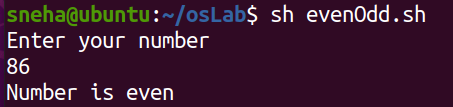 sneha@ubuntu:~/osLab$ sh evenOdd.sh
Enter your number
86
Number is even